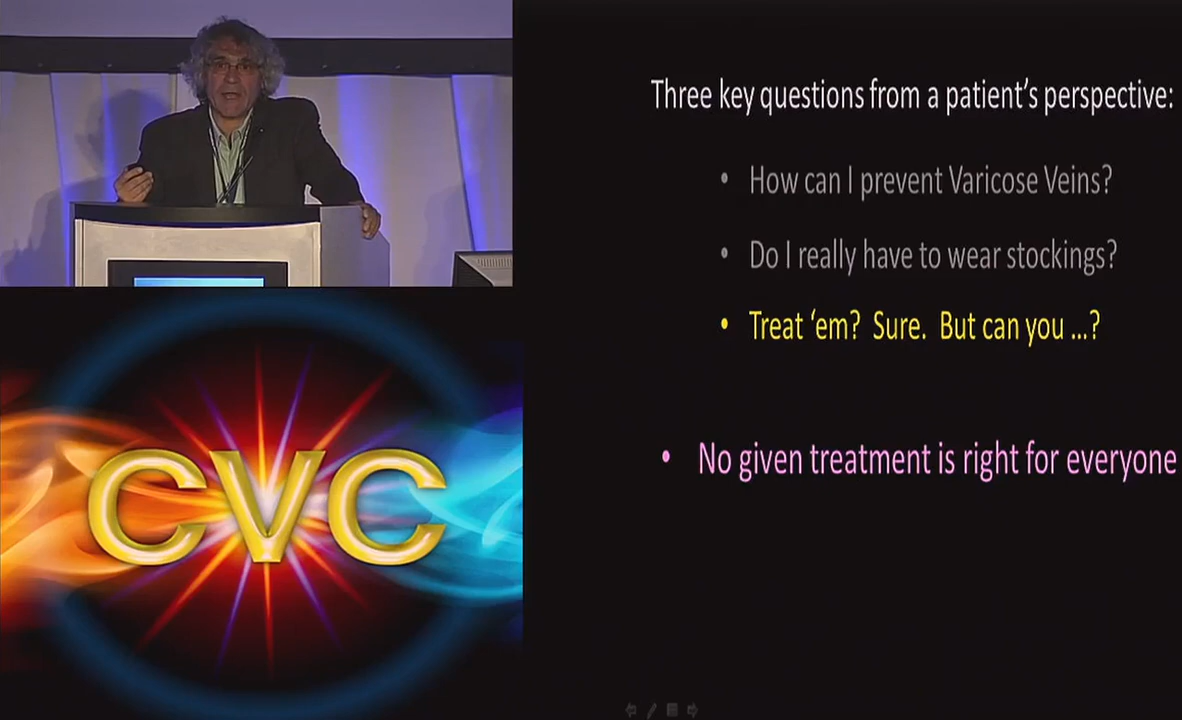 Three key questions from a patient's perspective:
• How can I prevent Varicose Veins?
• Do I really have to wear stockings?
• Treat ‘em? Sure. But can you ...?
• No given treatment is right for everyone
CVC